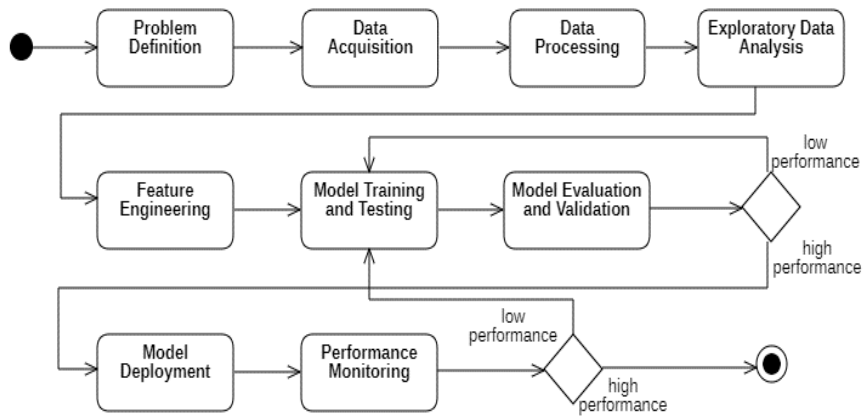 Problem
Definition
Data
Acquisition
Data
Processing
Exploratory Data
Analysis
low
performance
Feature
Engineering
Model Training
and Testing
Model Evaluation
and Validation
high
performance
low
performance
Model
Deployment
Performance
Monitoring
high
performance